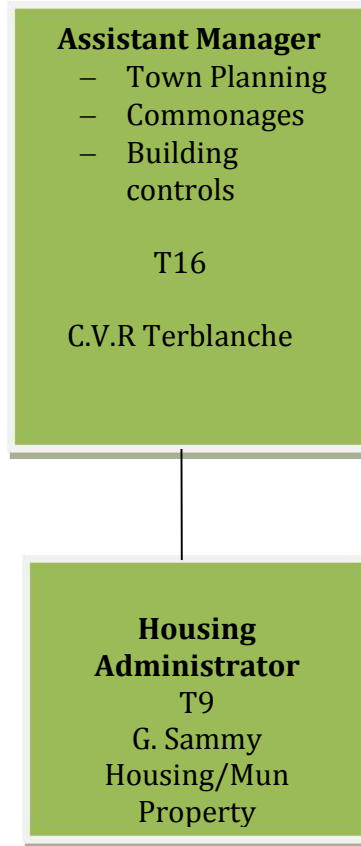 Assistant Manager
– Town Planning
– Commonages
– Building
controls
T16
C.V.R Terblanche
Housing
Administrator
T9
G. Sammy
Housing/Mun
Property